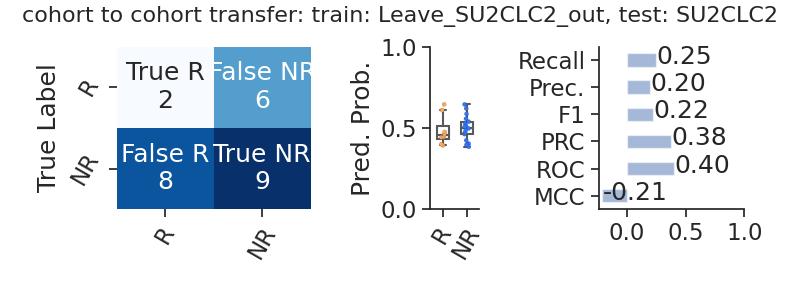 cohort to cohort transfer: train: Leave_SU2CLC2_out, test: SU2CLC2
True Label
R
NR
True R
2
False NR
6
False R
8
True NR
9
R
NR
Pred. Prob.
1.0
0.5
0.0
R
NR
Recall
0.25
Prec.
0.20
F1
0.22
PRC
0.38
ROC
0.40
MCC
-0.21
0.0
0.5
1.0